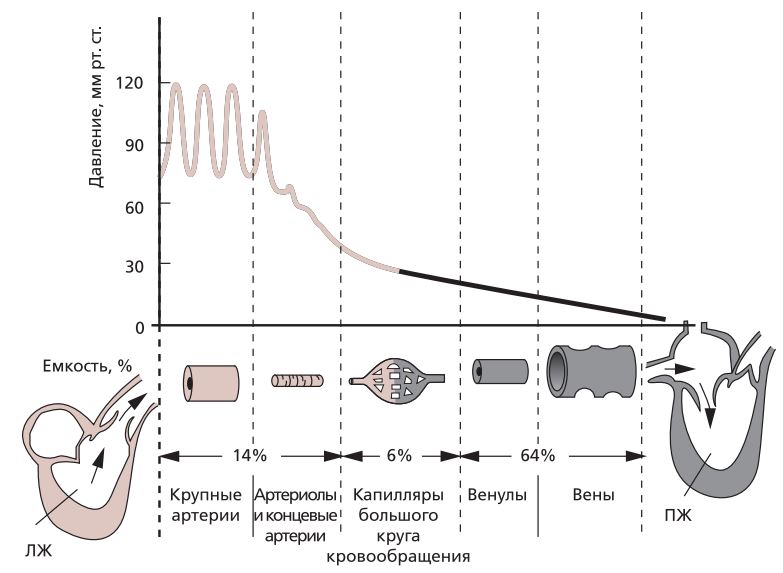 Давление, мм рт. ст.
120
90
60
30
0
Емкость, %
14%
6%
64%
Крупные
артерии
Артериолы
и концевые
артерии
Капилляры
большого
круга
кровообращения
Венулы
Вены
ЛЖ
ПЖ